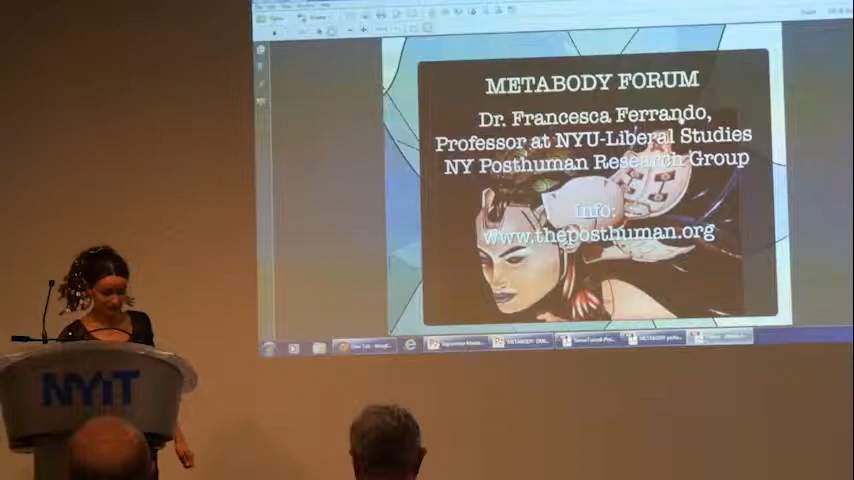 METABODY FORUM
Dr. Francesca Ferrando,
Professor at NYU-Liberal Studies
NY Posthuman Research Group
Info:
www.theposthuman.org
NYIT